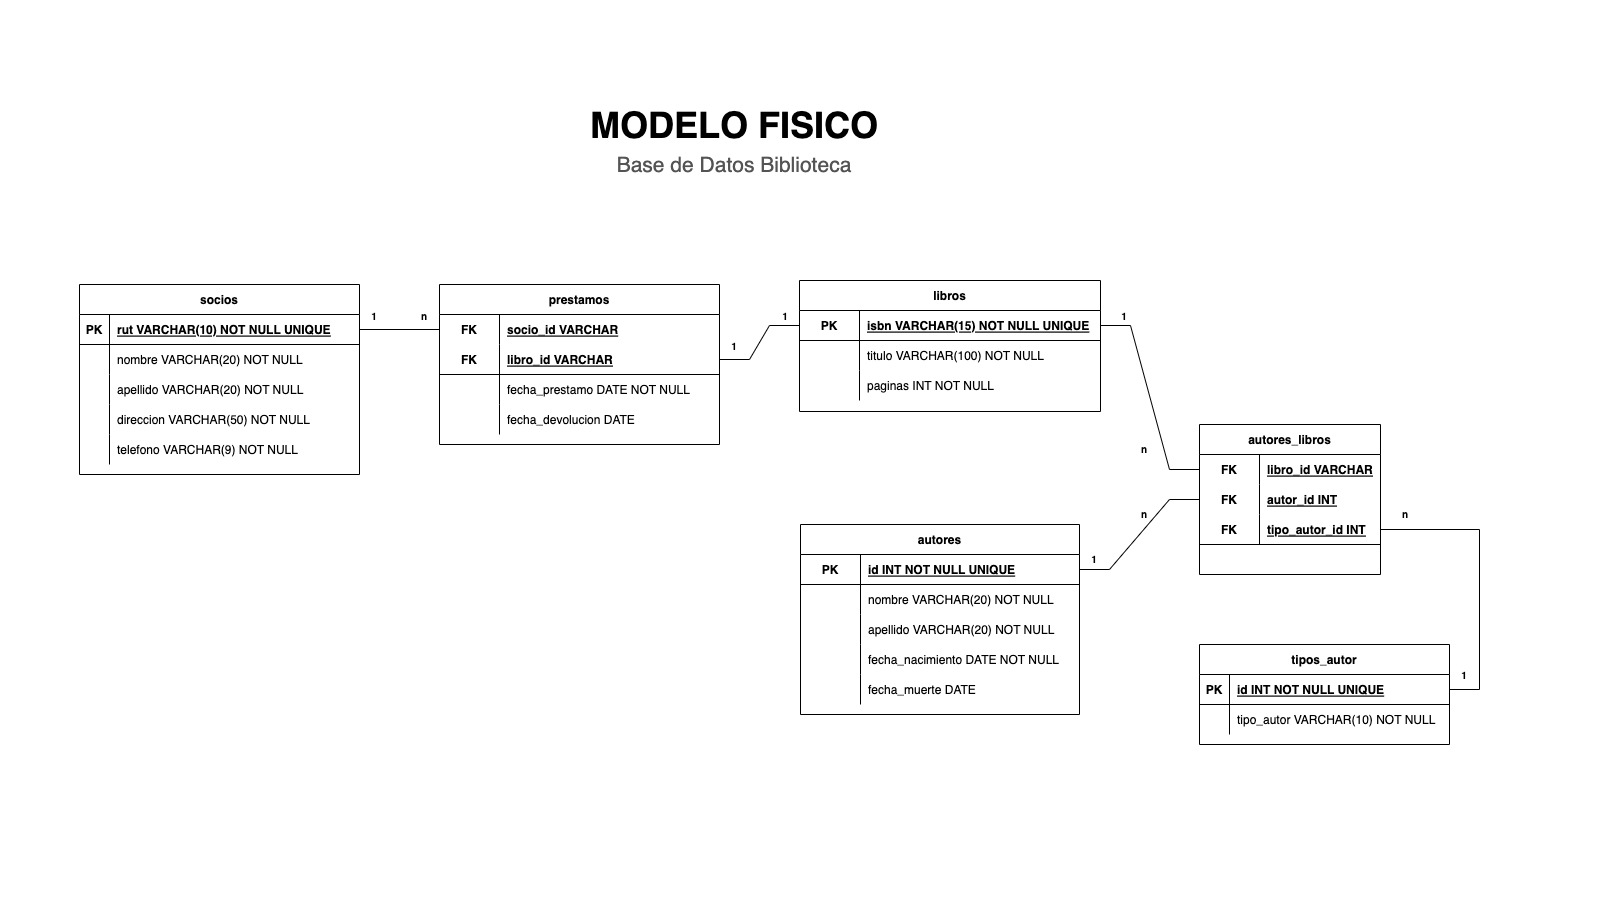 MODELO FISICO
Base de Datos Biblioteca
socios
PK rut VARCHAR(10) NOT NULL UNIQUE
nombre VARCHAR(20) NOT NULL
apellido VARCHAR(20) NOT NULL
direccion VARCHAR(50) NOT NULL
telefono VARCHAR(9) NOT NULL
1
n
prestamos
FK socio_id VARCHAR
FK libro_id VARCHAR
fecha_prestamo DATE NOT NULL
fecha_devolucion DATE
1
1
libros
PK isbn VARCHAR(15) NOT NULL UNIQUE
titulo VARCHAR(100) NOT NULL
paginas INT NOT NULL
1
n
autores_libros
FK libro_id VARCHAR
FK autor_id INT
FK tipo_autor_id INT
n
1
autores
PK id INT NOT NULL UNIQUE
nombre VARCHAR(20) NOT NULL
apellido VARCHAR(20) NOT NULL
fecha_nacimiento DATE NOT NULL
fecha_muerte DATE
n
1
tipos_autor
PK id INT NOT NULL UNIQUE
tipo_autor VARCHAR(10) NOT NULL